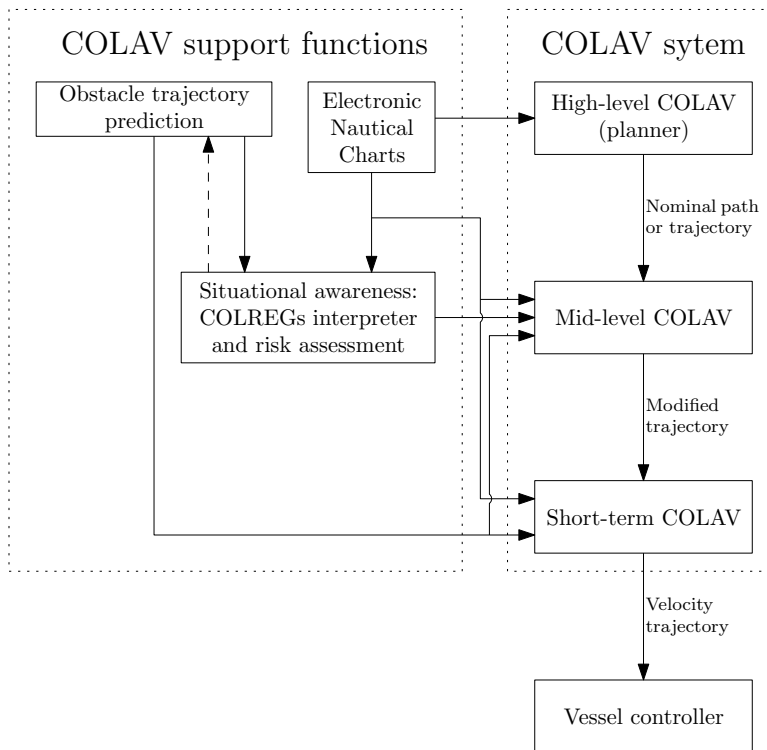 COLAV support functions
Obstacle trajectory
prediction
Electronic
Nautical
Charts
Situational awareness:
COLREGs interpreter
and risk assessment
COLAV sytem
High-level COLAV
(planner)
Nominal path
or trajectory
Mid-level COLAV
Modified
trajectory
Short-term COLAV
Velocity
trajectory
Vessel controller